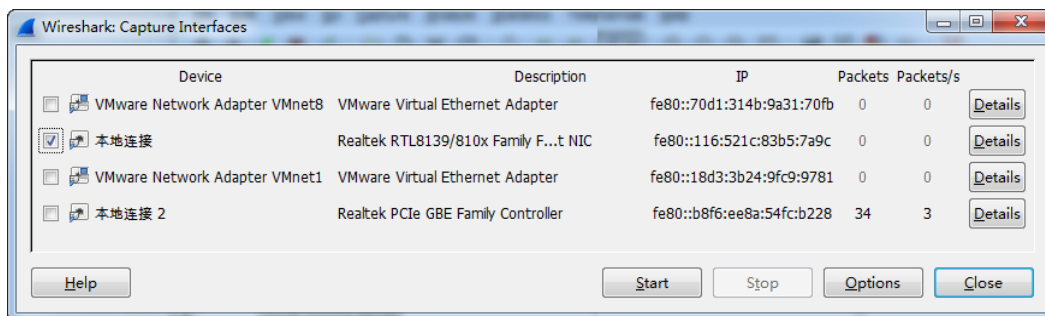 Wireshark: Capture Interfaces
Device Description IP Packets Packets/s
VMware Network Adapter VMnet8 VMware Virtual Ethernet Adapter fe80::70d1:314b:9a31:70fb 0 0 Details
本地连接 Realtek RTL8139/810x Family F...t NIC fe80::116:521c:83b5:7a9c 0 0 Details
VMware Network Adapter VMnet1 VMware Virtual Ethernet Adapter fe80::18d3:3b24:9fc9:9781 0 0 Details
本地连接 2 Realtek PCIe GBE Family Controller fe80::b8f6:ee8a:54fc:b228 34 3 Details
Help Start Stop Options Close